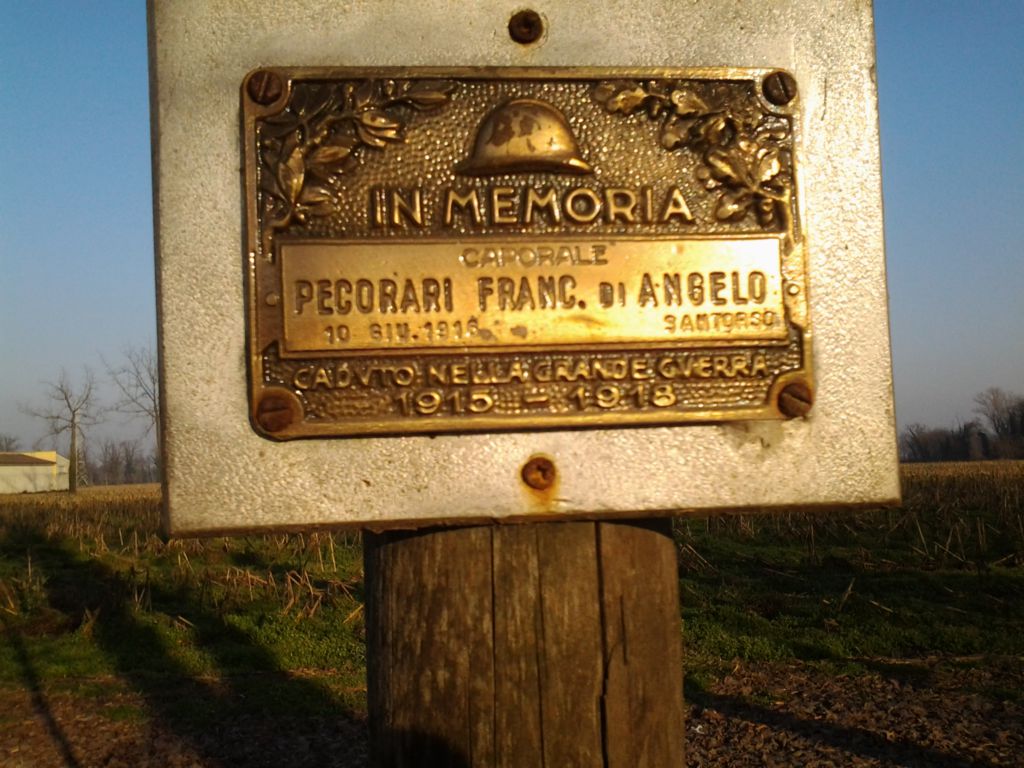 IN MEMORIA
CAPORALE
PECORARI FRANC. DI ANGELO
10 GIU. 1916 SANTORSO
CADVTO NELLA GRANDE GVERRA
1915 - 1918